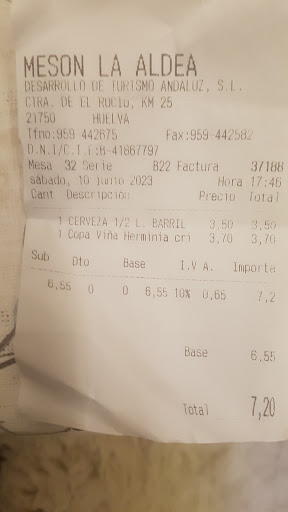 MESON LA ALDEA
DESARROLLO DE TURISMO ANDALUZ, S.L.
CTRA. DE EL ROCIO, KM 25
21750 HUELVA
Tfno:959 442675 Fax:959-442582
D.N.I/C.I.F:B-41667797
Mesa 32 Serie B22 Factura 37188
sábado, 10 junio 2023 Hora 17:46
Cant Descripción Precio Total
1 CERVEZA 1/2 L. BARRIL 3,50 3,50
1 Copa Viña Herminia cri 3,70 3,70
Sub Dto Base I.V A. Importe
6,55 0 0 6,55 10% 0,65 7,2
Base 6,55
Total 7,20